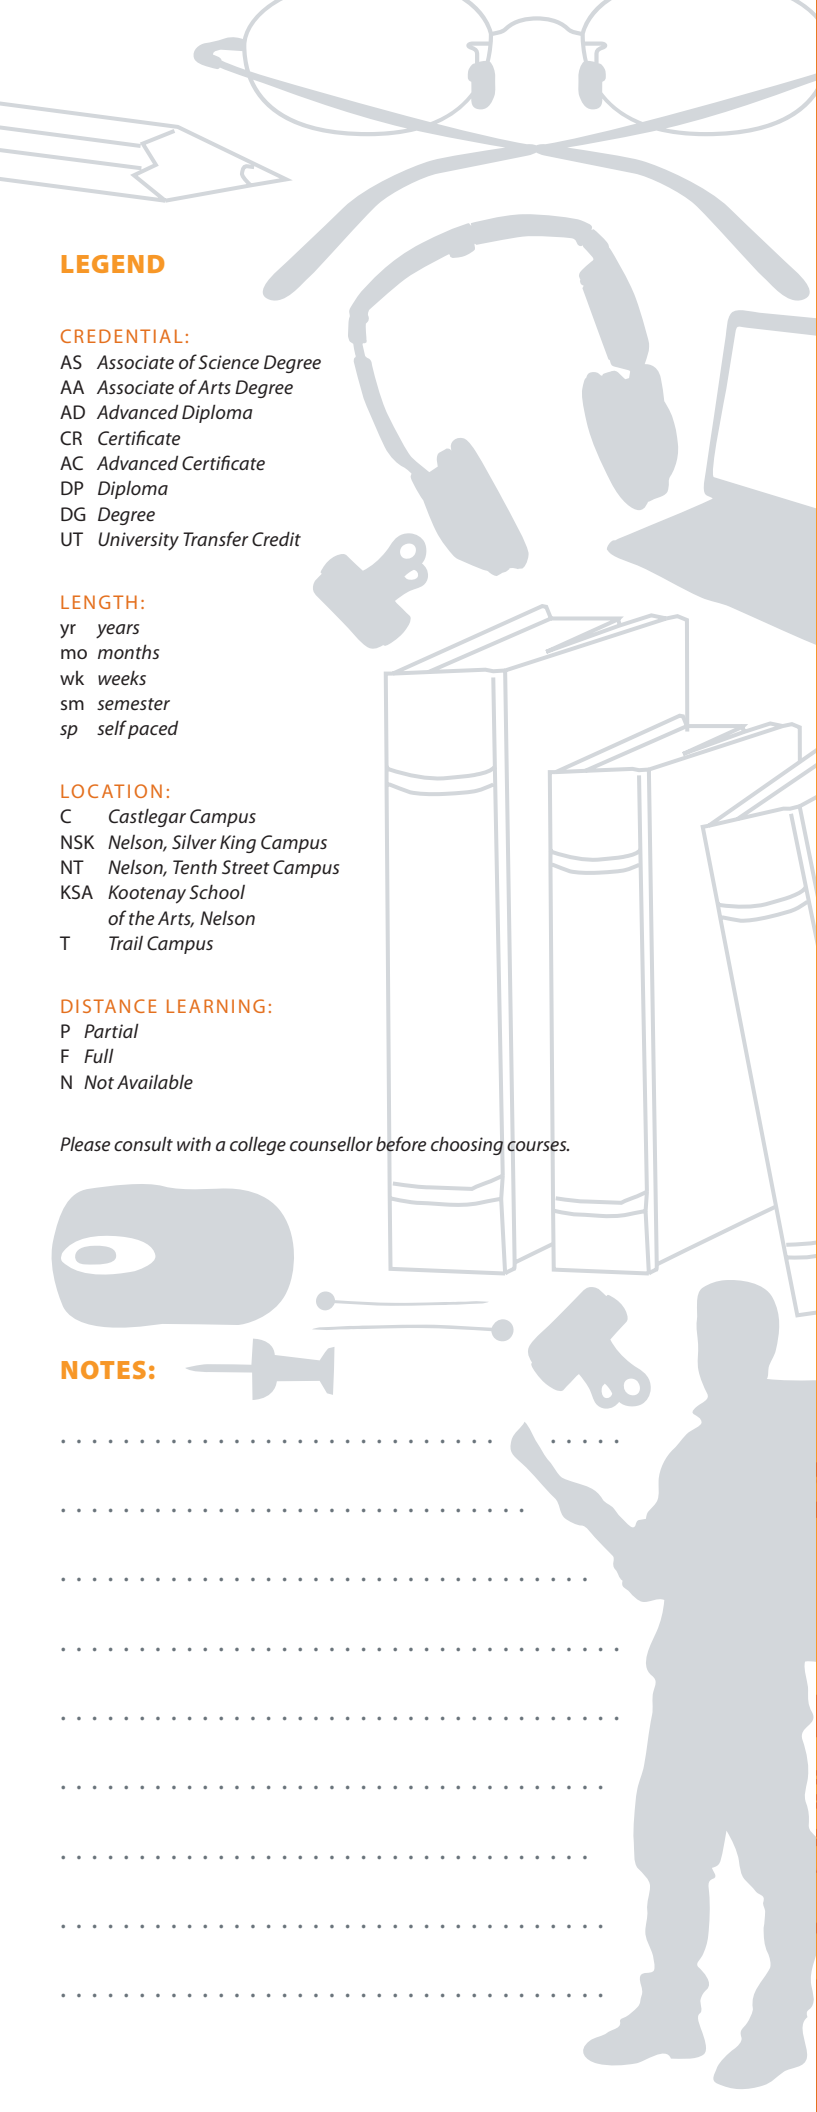 LEGEND
CREDENTIAL:
AS Associate of Science Degree
AA Associate of Arts Degree
AD Advanced Diploma
CR Certificate
AC Advanced Certificate
DP Diploma
DG Degree
UT University Transfer Credit
LENGTH:
yr years
mo months
wk weeks
sm semester
sp self paced
LOCATION:
C Castlegar Campus
NSK Nelson, Silver King Campus
NT Nelson, Tenth Street Campus
KSA Kootenay School
of the Arts, Nelson
T Trail Campus
DISTANCE LEARNING:
P Partial
F Full
N Not Available
Please consult with a college counsellor before choosing courses.
NOTES: